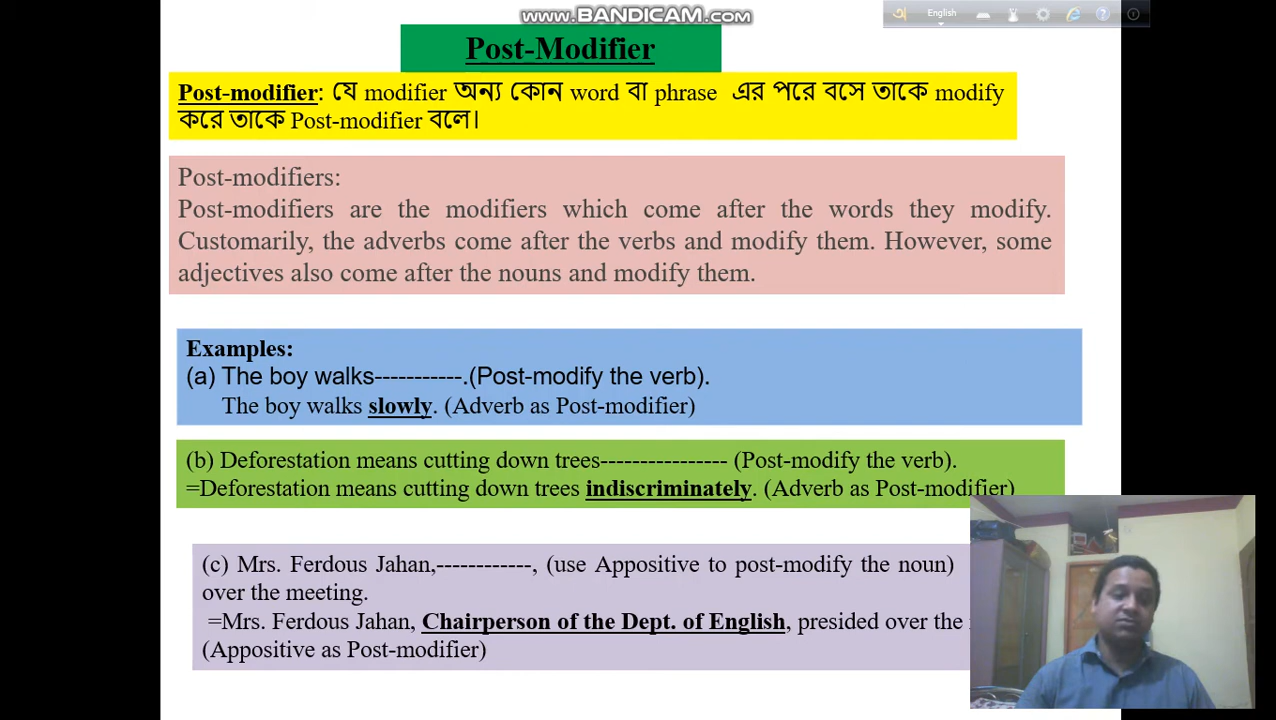 www.BANDICAM.com
English
Post-Modifier
Post-modifier: যে modifier অন্য কোন word বা phrase এর পরে বসে তাকে modify
করে তাকে Post-modifier বলে।
Post-modifiers:
Post-modifiers are the modifiers which come after the words they modify.
Customarily, the adverbs come after the verbs and modify them. However, some
adjectives also come after the nouns and modify them.
Examples:
(a) The boy walks-----------.(Post-modify the verb).
The boy walks slowly. (Adverb as Post-modifier)
(b) Deforestation means cutting down trees---------------- (Post-modify the verb).
=Deforestation means cutting down trees indiscriminately. (Adverb as Post-modifier)
(c) Mrs. Ferdous Jahan,------------, (use Appositive to post-modify the noun)
over the meeting.
=Mrs. Ferdous Jahan, Chairperson of the Dept. of English, presided over the
(Appositive as Post-modifier)